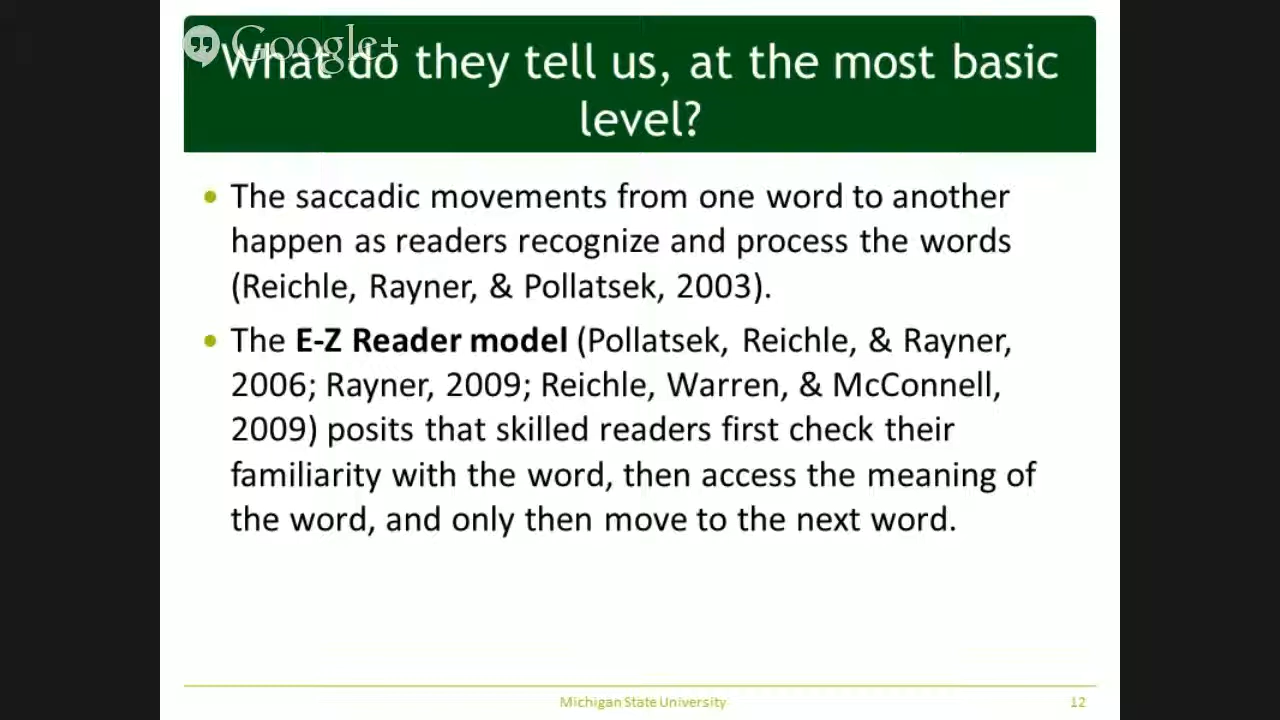 Google+
What do they tell us, at the most basic
level?
• The saccadic movements from one word to another
happen as readers recognize and process the words
(Reichle, Rayner, & Pollatsek, 2003).
• The E-Z Reader model (Pollatsek, Reichle, & Rayner,
2006; Rayner, 2009; Reichle, Warren, & McConnell,
2009) posits that skilled readers first check their
familiarity with the word, then access the meaning of
the word, and only then move to the next word.
Michigan State University
12